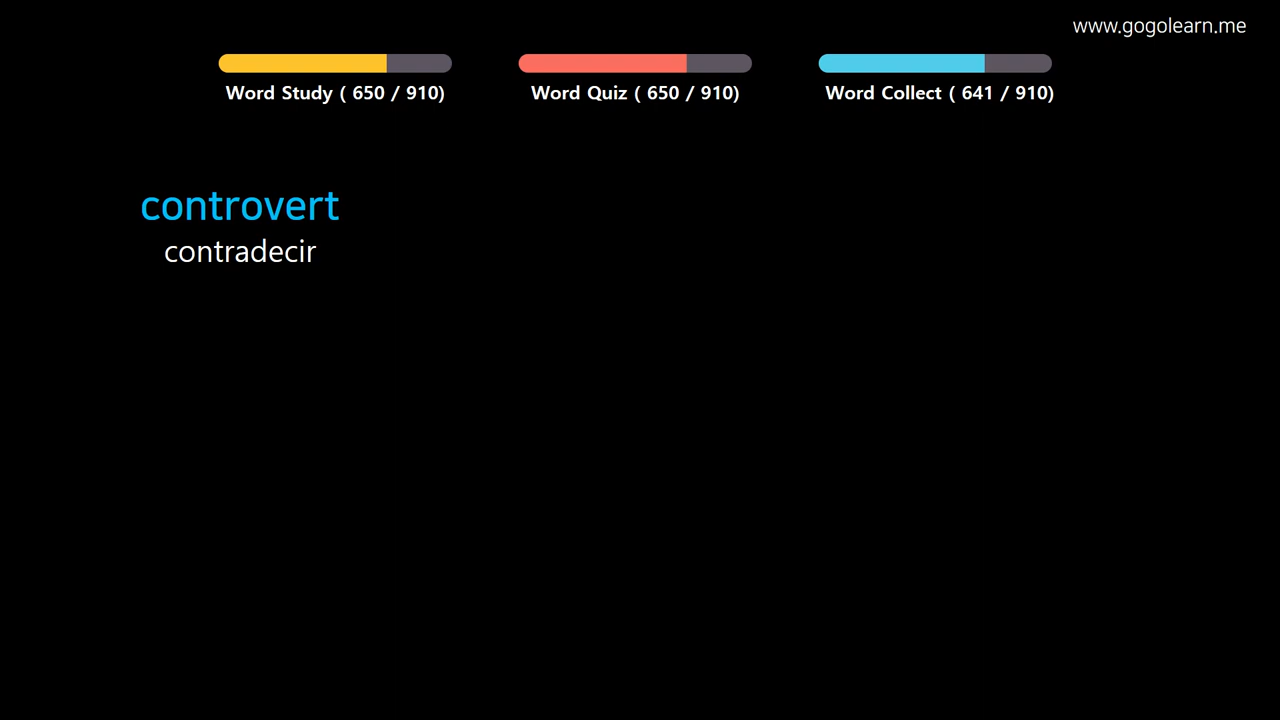 www.gogolearn.me
Word Study ( 650 / 910)
Word Quiz ( 650 / 910)
Word Collect ( 641 / 910)
controvert
contradecir